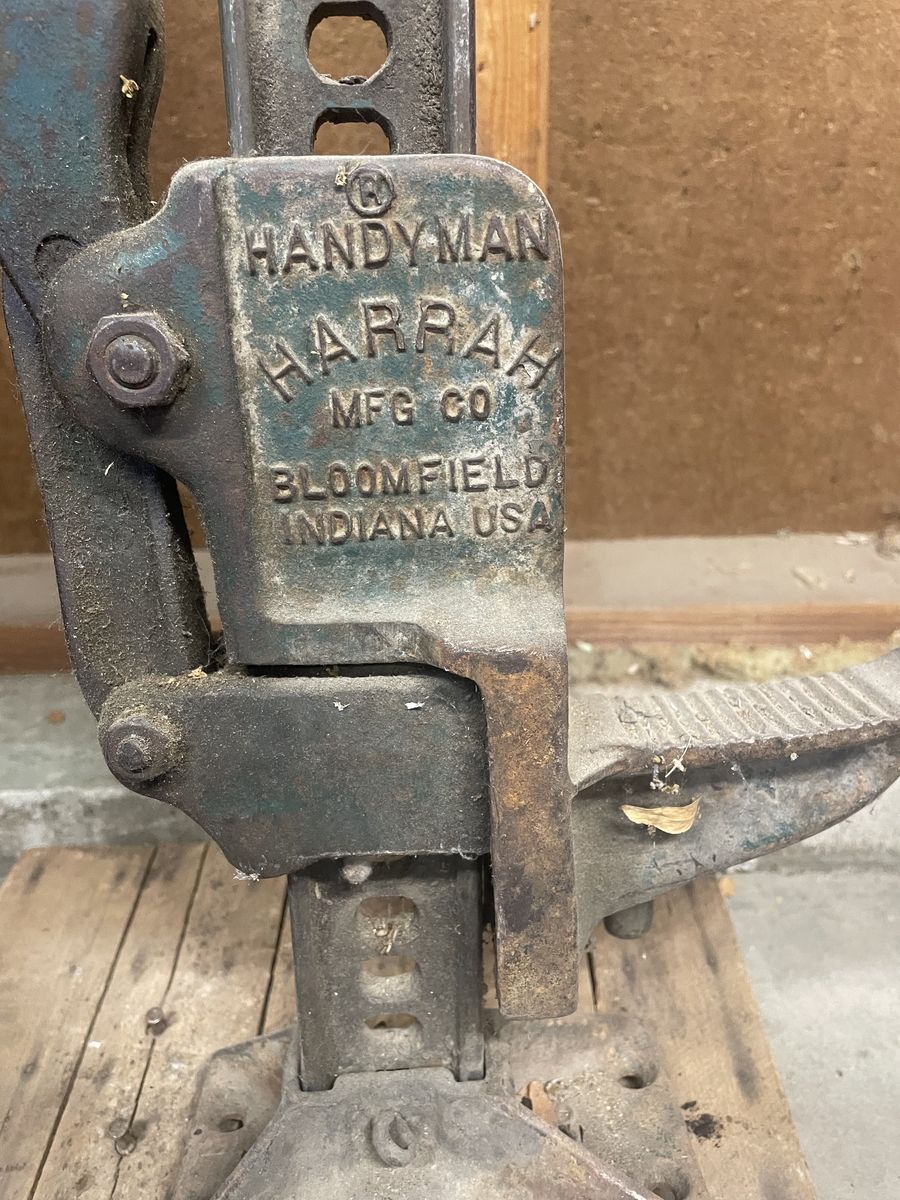 ®
HANDYMAN
HARRAH
MFG CO
BLOOMFIELD
INDIANA USA